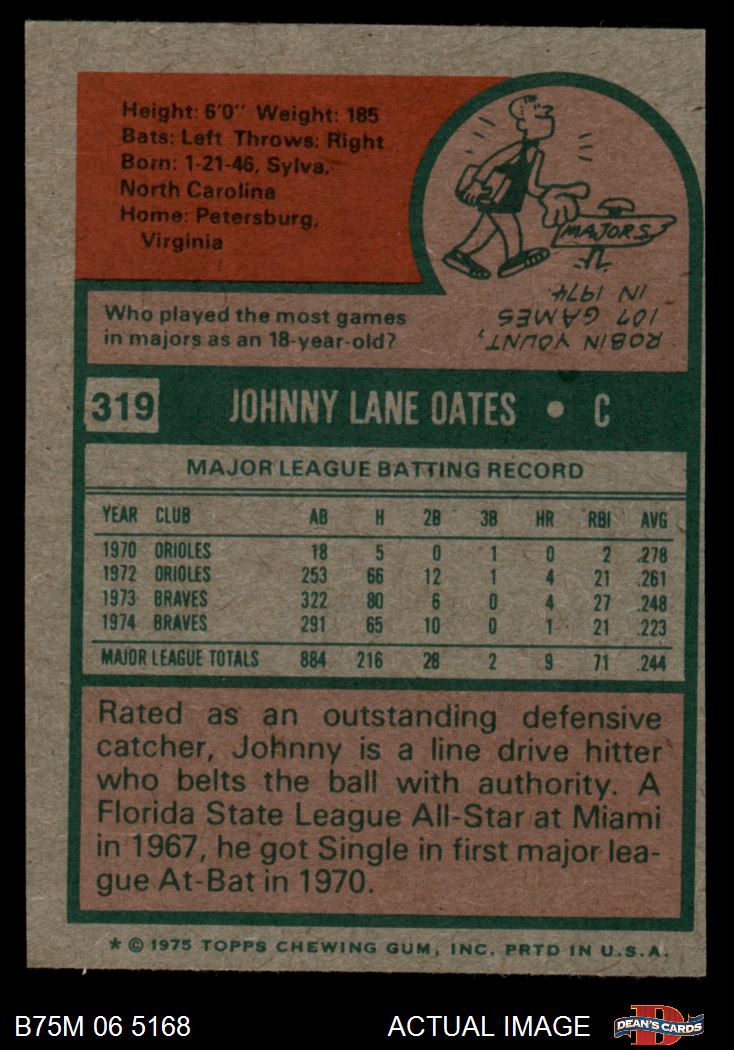 Height: 6'0" Weight: 185
Bats: Left Throws: Right
Born: 1-21-46, Sylva,
North Carolina
Home: Petersburg,
Virginia
MAJORS
Who played the most games
in majors as an 18-year-old?
ROBIN YOUNT,
107 GAMES
IN 1974.
319 JOHNNY LANE OATES • C
MAJOR LEAGUE BATTING RECORD
YEAR CLUB AB H 2B 3B HR RBI AVG
1970 ORIOLES 18 5 0 1 0 2 .278
1972 ORIOLES 253 66 12 1 4 21 .261
1973 BRAVES 322 80 6 0 4 27 .248
1974 BRAVES 291 65 10 0 1 21 .223
MAJOR LEAGUE TOTALS 884 216 28 2 9 71 .244
Rated as an outstanding defensive
catcher, Johnny is a line drive hitter
who belts the ball with authority. A
Florida State League All-Star at Miami
in 1967, he got Single in first major lea-
gue At-Bat in 1970.
* © 1975 TOPPS CHEWING GUM, INC. PRTD IN U.S.A.
B75M 06 5168 ACTUAL IMAGE D DEAN'S CARDS